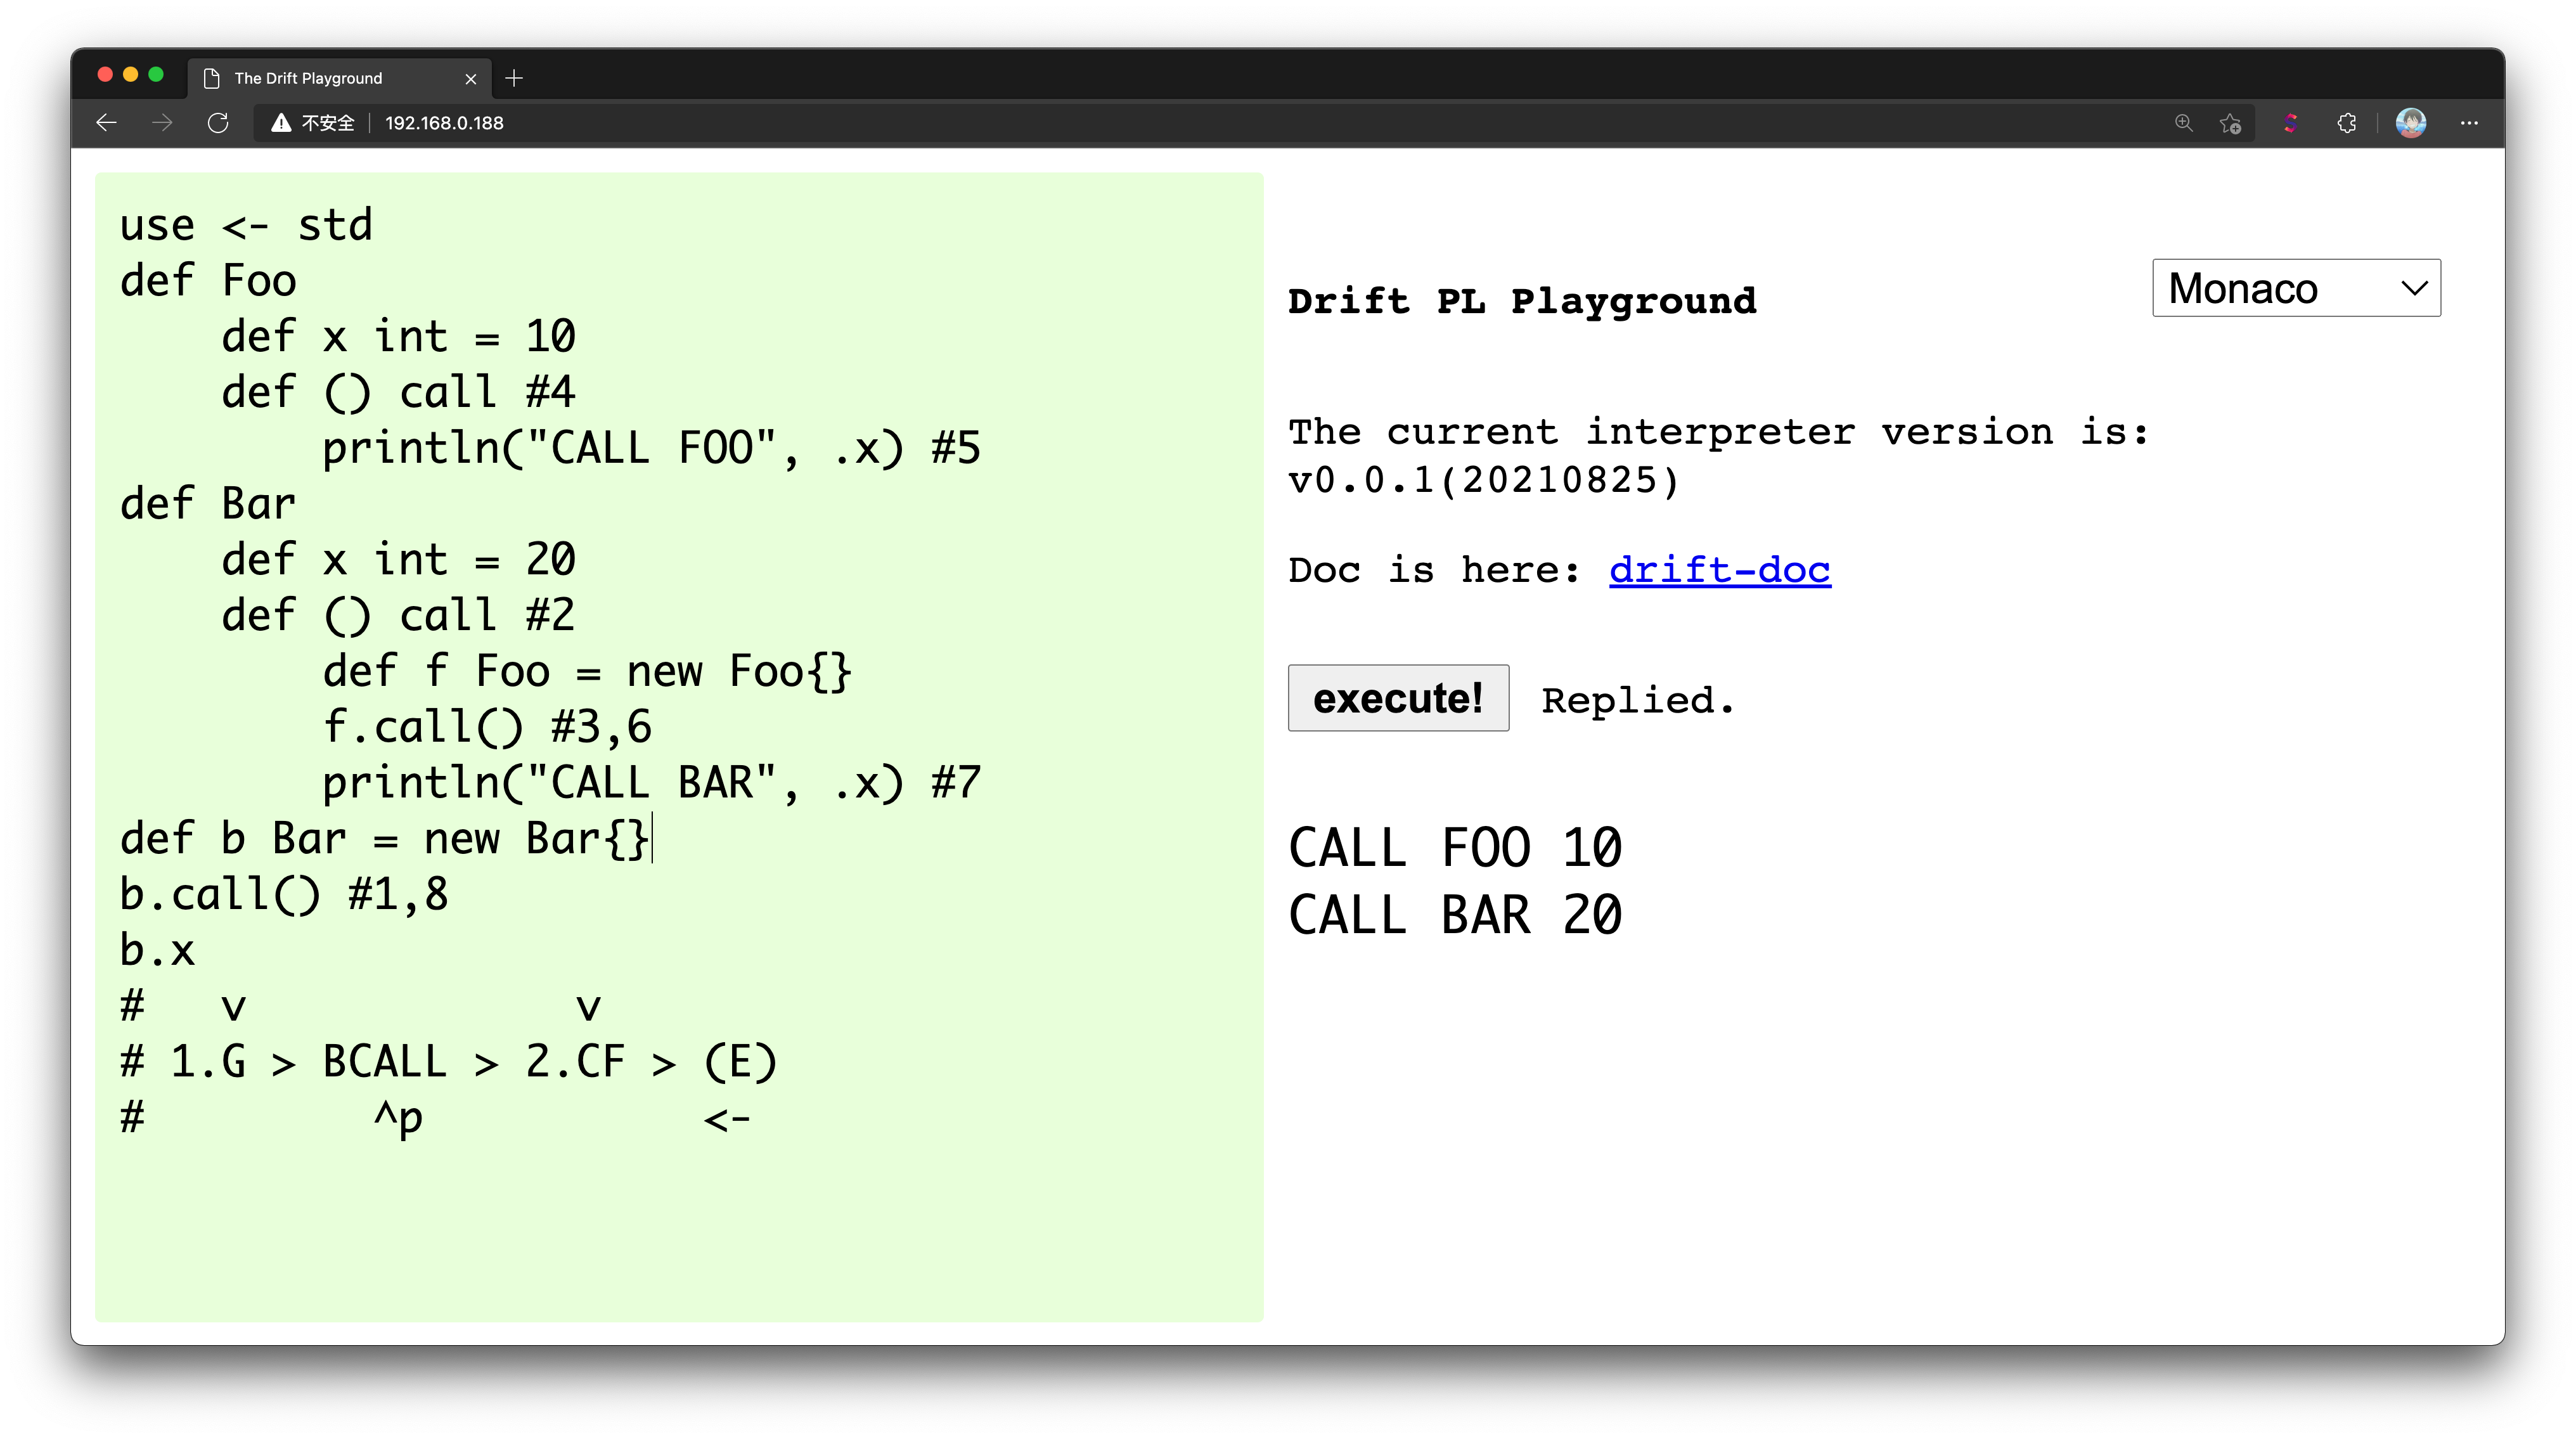 The Drift Playground
不安全 192.168.0.188
use <- std
def Foo
    def x int = 10
    def () call #4
        println("CALL FOO", .x) #5
def Bar
    def x int = 20
    def () call #2
        def f Foo = new Foo{}
        f.call() #3,6
        println("CALL BAR", .x) #7
def b Bar = new Bar{}
b.call() #1,8
b.x
#   v             v
# 1.G > BCALL > 2.CF > (E)
#         ^p           <-
Drift PL Playground
Monaco
The current interpreter version is:
v0.0.1(20210825)
Doc is here: drift-doc
execute! Replied.
CALL FOO 10
CALL BAR 20